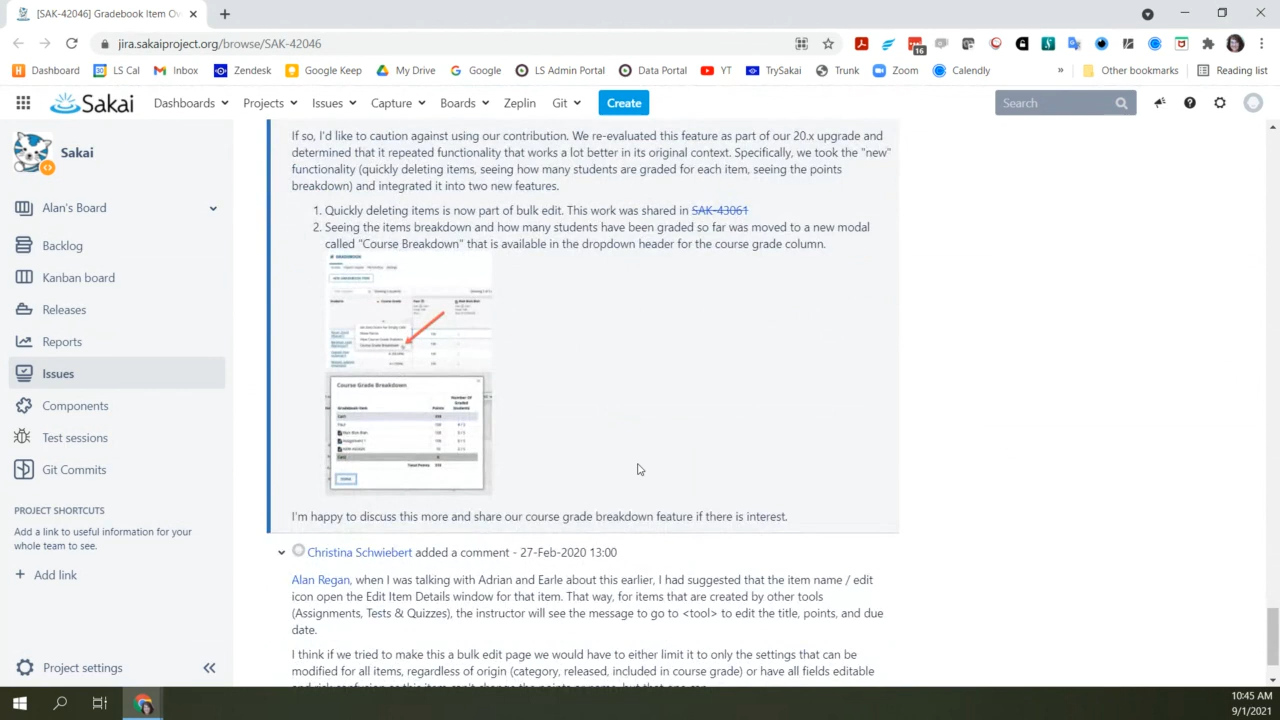 [SAK-42046] Gradebook Item Ov
jira.sakaiproject.org/browse/SAK-42046
16
Dashboard
LS Cal
Inbox
Zendesk
Google Keep
My Drive
Google
LS Admin Portal
Data Portal
YT
TrySakai
Trunk
Zoom
Calendly
»
Other bookmarks
Reading list
Sakai
Dashboards
Projects
Issues
Capture
Boards
Zeplin
Git
Create
Search
Sakai
Alan's Board
Backlog
Kanban board
Releases
Reports
Issues
Components
Test sessions
Git Commits
PROJECT SHORTCUTS
Add a link to useful information for your
whole team to see.
+ Add link
Project settings
If so, I'd like to caution against using our contribution. We re-evaluated this feature as part of our 20.x upgrade and
determined that it repeated functionality that works a lot better in its original context. Specifically, we took the "new"
functionality (quickly deleting items, seeing how many students are graded for each item, seeing the points
breakdown) and integrated it into two new features.
1. Quickly deleting items is now part of bulk edit. This work was shared in SAK-43061
2. Seeing the items breakdown and how many students have been graded so far was moved to a new modal
called "Course Breakdown" that is available in the dropdown header for the course grade column.
GRADEBOOK
Course Grade
Course Grade Breakdown
Gradebook Item
Points
Number Of
Graded
Students
Total Points
DONE
I'm happy to discuss this more and share our course grade breakdown feature if there is interest.
Christina Schwiebert added a comment - 27-Feb-2020 13:00
Alan Regan, when I was talking with Adrian and Earle about this earlier, I had suggested that the item name / edit
icon open the Edit Item Details window for that item. That way, for items that are created by other tools
(Assignments, Tests & Quizzes), the instructor will see the message to go to <tool> to edit the title, points, and due
date.
I think if we tried to make this a bulk edit page we would have to either limit it to only the settings that can be
modified for all items, regardless of origin (category, released, included in course grade) or have all fields editable
10:45 AM
9/1/2021